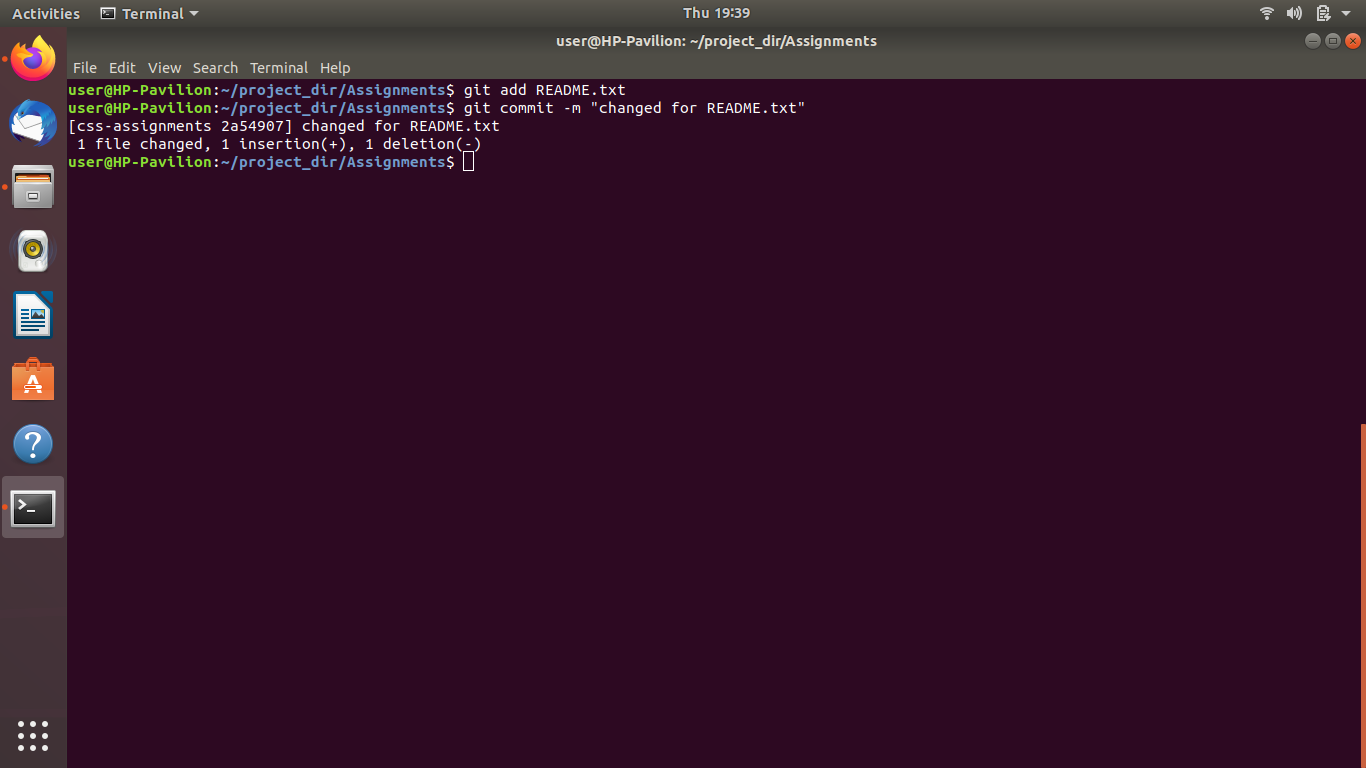 Activities Terminal Thu 19:39
user@HP-Pavilion: ~/project_dir/Assignments
File Edit View Search Terminal Help
user@HP-Pavilion:~/project_dir/Assignments$ git add README.txt
user@HP-Pavilion:~/project_dir/Assignments$ git commit -m "changed for README.txt"
[css-assignments 2a54907] changed for README.txt
 1 file changed, 1 insertion(+), 1 deletion(-)
user@HP-Pavilion:~/project_dir/Assignments$